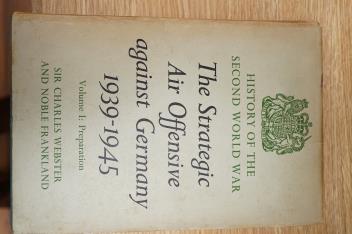 HISTORY OF THE
SECOND WORLD WAR
The Strategic
Air Offensive
against Germany
1939-1945
Volume I: Preparation
SIR CHARLES WEBSTER
AND NOBLE FRANKLAND